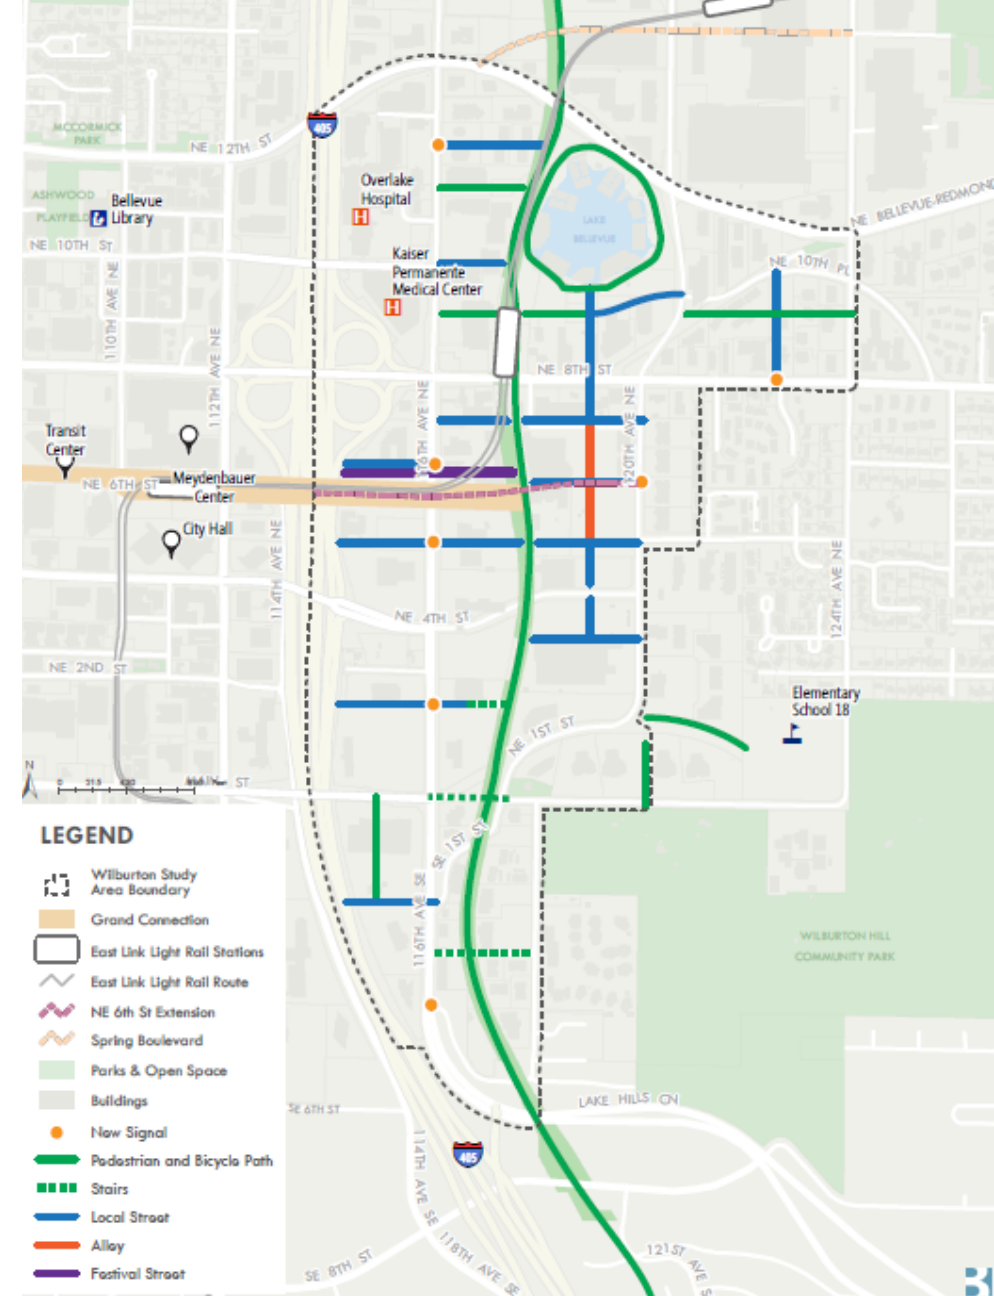 MCCORMICK
PARK
NE 12TH ST
405
ASHWOOD
PLAYFIELD
Bellevue
Library
NE 10TH ST
110TH AVE NE
112TH AVE NE
Overlake
Hospital
H
Kaiser
Permanente
Medical Center
H
LAKE
BELLEVUE
NE BELLEVUE-REDMOND
NE 10TH PL
NE 8TH ST
116TH AVE NE
120TH AVE NE
Transit
Center
NE 6TH ST
Meydenbauer
Center
City Hall
114TH AVE NE
NE 4TH ST
124TH AVE NE
NE 2ND ST
Elementary
School 18
NE 1ST ST
N
0
ST
SE 1ST ST
116TH AVE SE
WILBURTON HILL
COMMUNITY PARK
LEGEND
Wilburton Study
Area Boundary
Grand Connection
East Link Light Rail Stations
East Link Light Rail Route
NE 6th St Extension
Spring Boulevard
Parks & Open Space
Buildings
New Signal
Pedestrian and Bicycle Path
Stairs
Local Street
Alley
Festival Street
SE 6TH ST
LAKE HILLS CN
405
114TH AVE SE
118TH AVE SE
SE 8TH ST
121ST AVE S